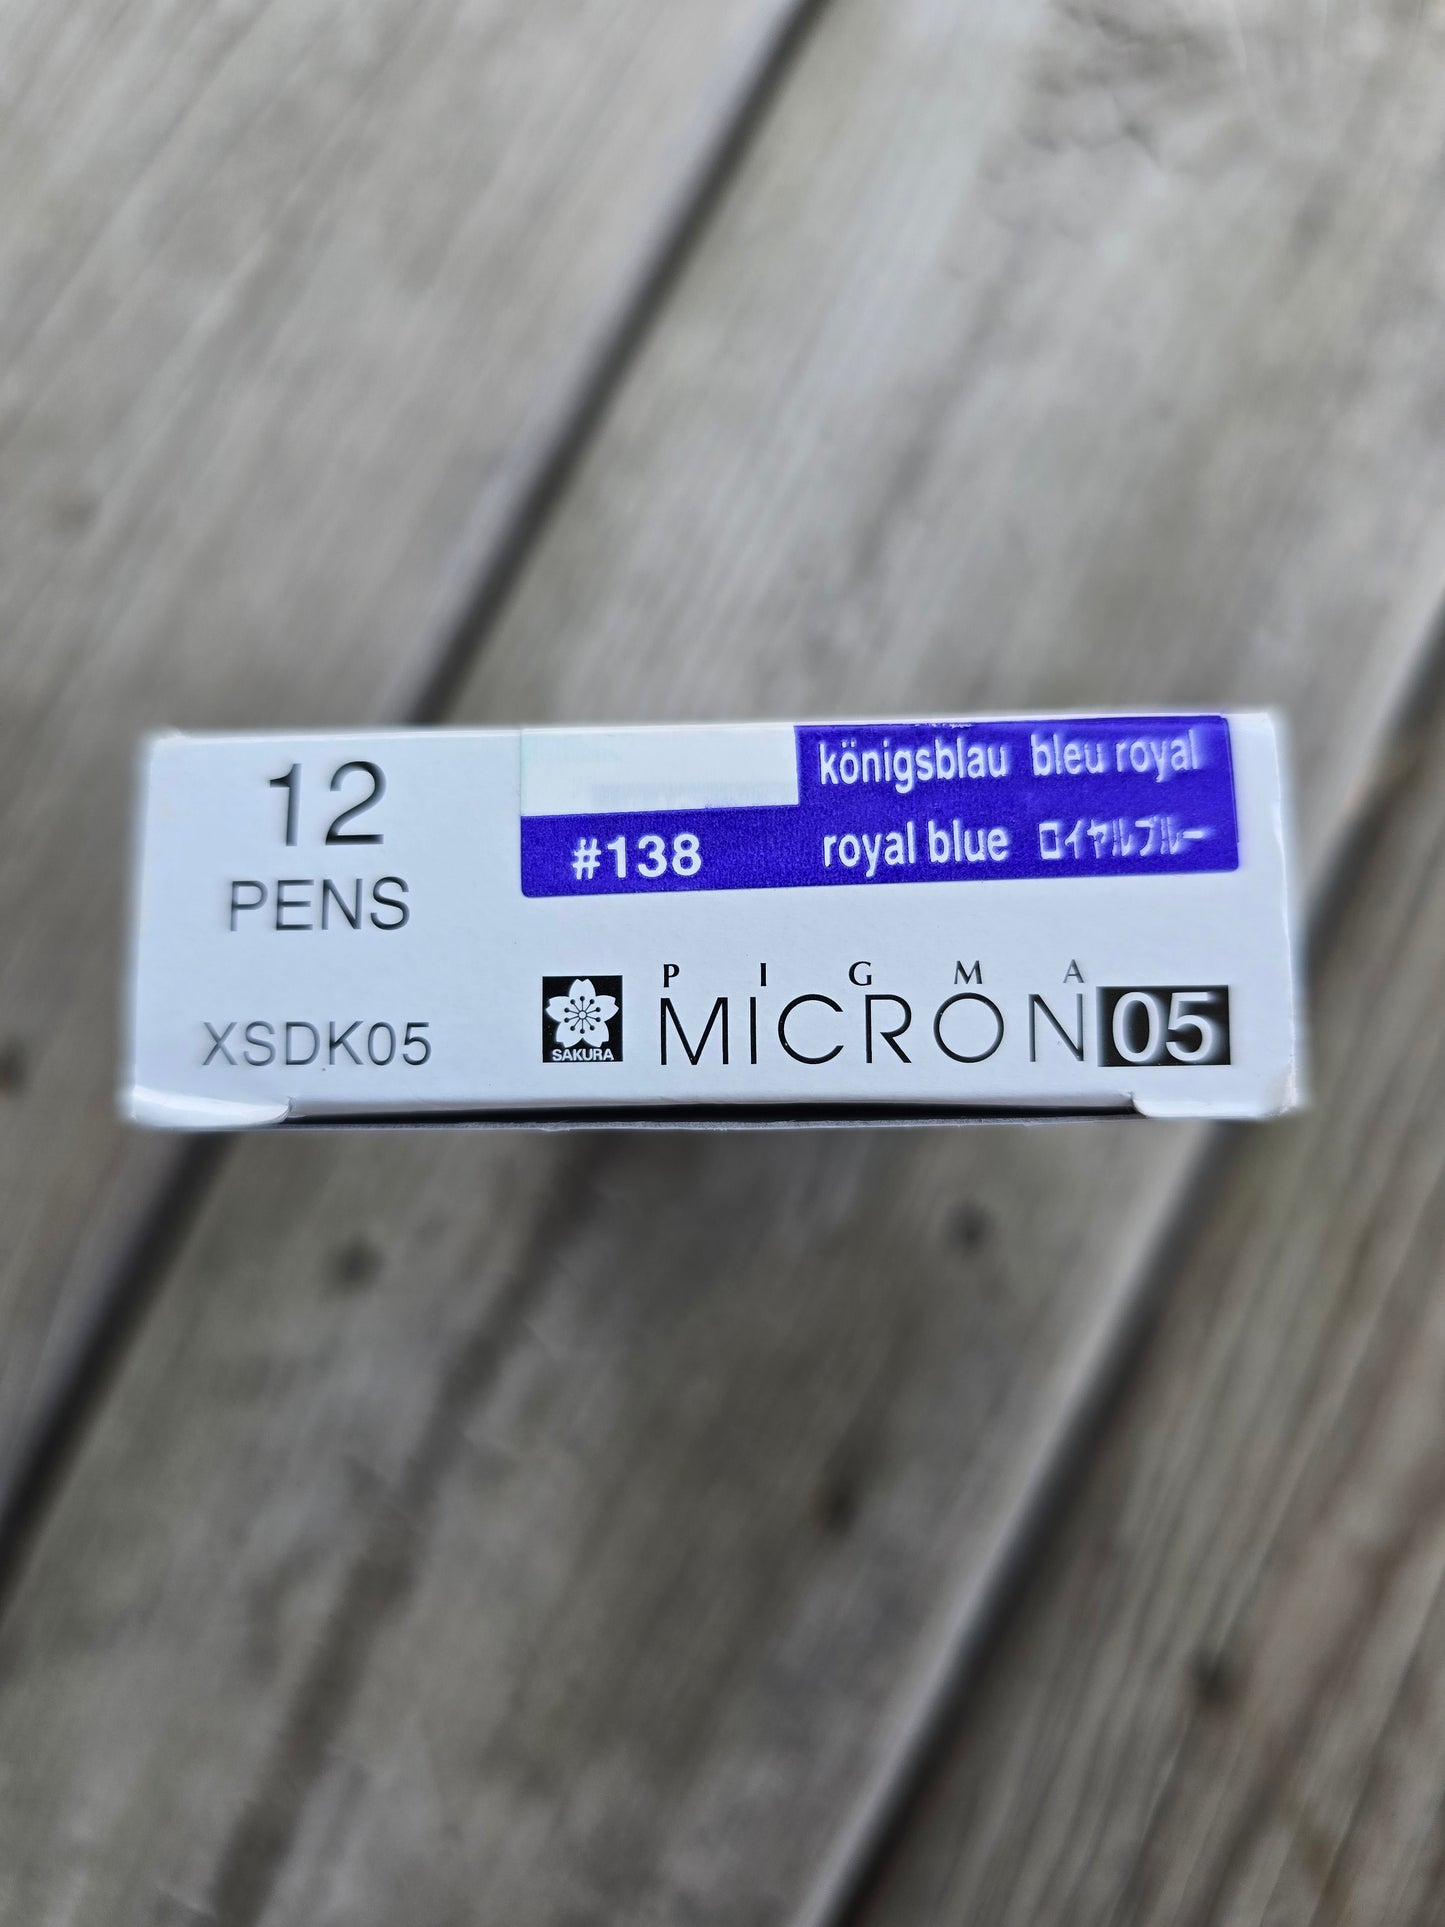 12
PENS
XSDK05
königsblau bleu royal
#138 royal blue ロイヤルブルー
SAKURA
PIGMA
MICRON 05